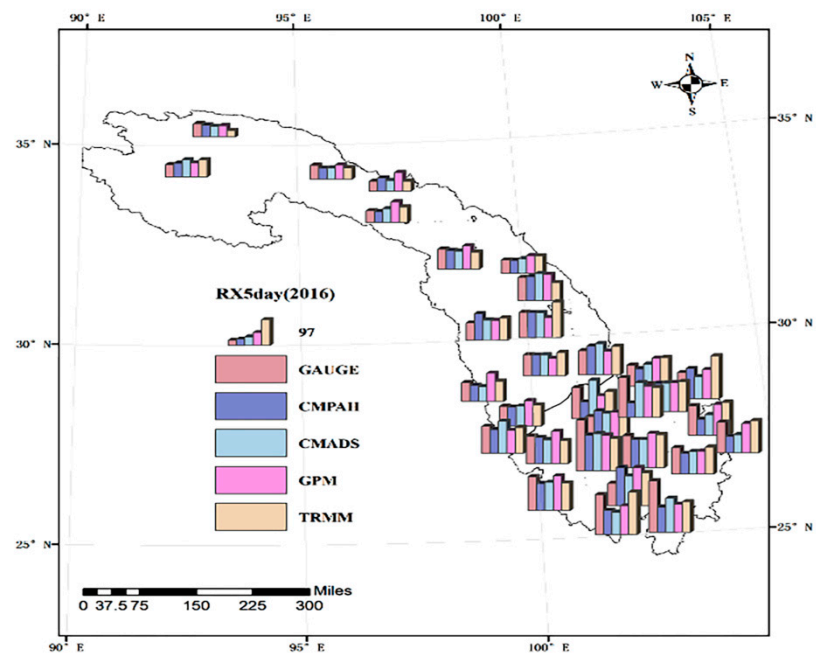 90° E 95° E 100° E 105° E
N
W E
S
35° N 35° N
RX5day(2016)
97
30° N 30° N
GAUGE
CMPAH
CMADS
GPM
TRMM
25° N 25° N
Miles
0 37.5 75 150 225 300
90° E 95° E 100° E